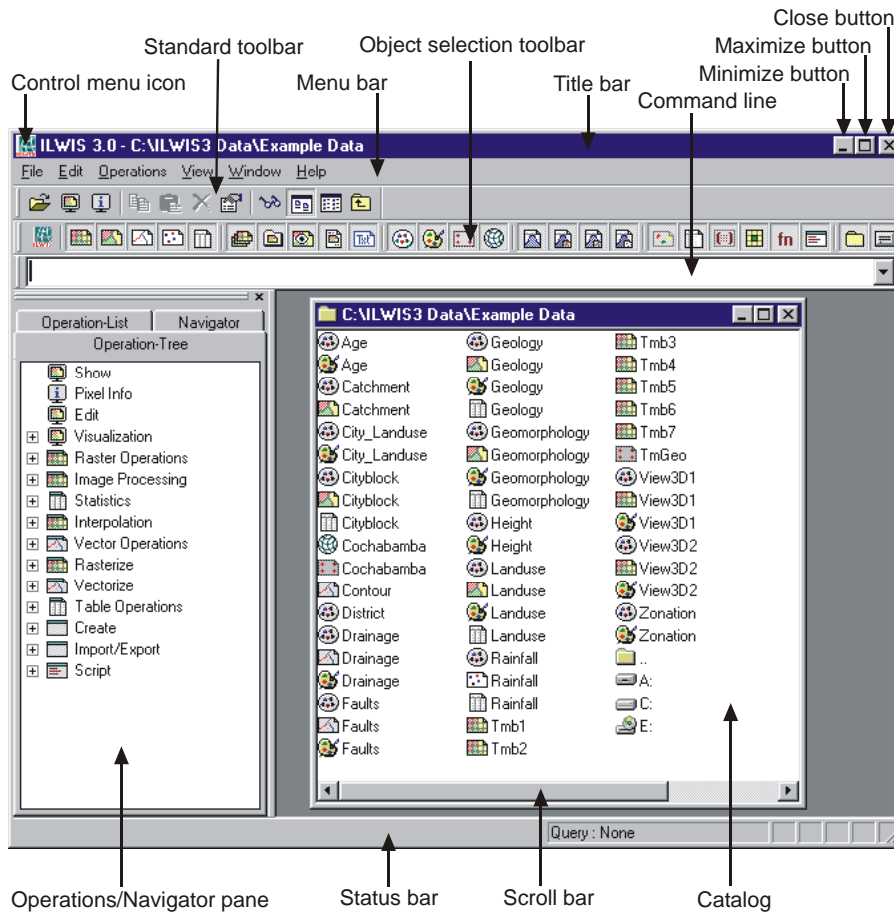 Close button
Standard toolbar
Object selection toolbar
Maximize button
Minimize button
Control menu icon
Menu bar
Title bar
Command line
ILWIS 3.0 - C:\ILWIS3 Data\Example Data
File Edit Operations View Window Help
Txt
fn
Operation-List
Navigator
Operation-Tree
Show
Pixel Info
Edit
Visualization
Raster Operations
Image Processing
Statistics
Interpolation
Vector Operations
Rasterize
Vectorize
Table Operations
Create
Import/Export
Script
C:\ILWIS3 Data\Example Data
Age
Age
Catchment
Catchment
City_Landuse
City_Landuse
Cityblock
Cityblock
Cityblock
Cochabamba
Cochabamba
Contour
District
Drainage
Drainage
Drainage
Faults
Faults
Faults
Geology
Geology
Geology
Geology
Geomorphology
Geomorphology
Geomorphology
Geomorphology
Height
Height
Landuse
Landuse
Landuse
Landuse
Rainfall
Rainfall
Rainfall
Tmb1
Tmb2
Tmb3
Tmb4
Tmb5
Tmb6
Tmb7
TmGeo
View3D1
View3D1
View3D1
View3D2
View3D2
View3D2
Zonation
Zonation
..
A:
C:
E:
Query : None
Operations/Navigator pane
Status bar
Scroll bar
Catalog